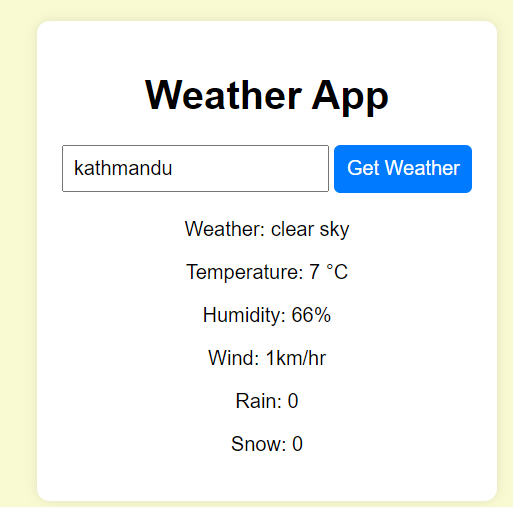 Weather App
kathmandu Get Weather
Weather: clear sky
Temperature: 7 °C
Humidity: 66%
Wind: 1km/hr
Rain: 0
Snow: 0